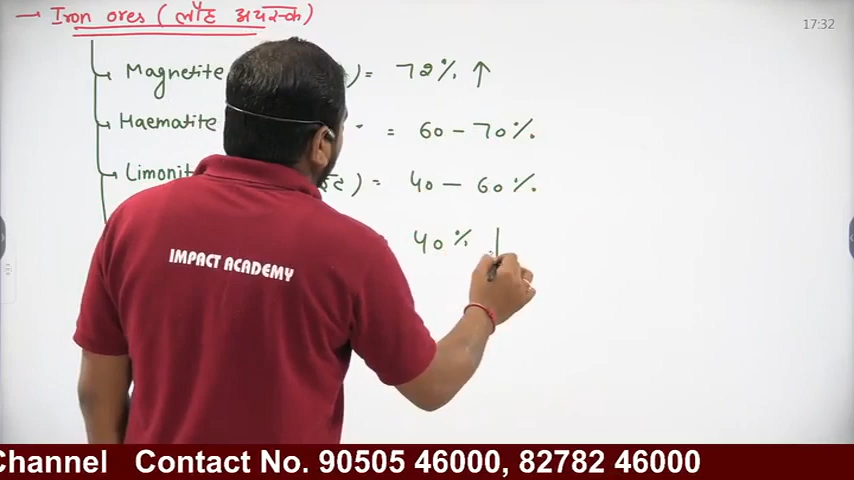 → Iron ores (लौह अयस्क)
17:32
Magnetite ) = 72% ↑
Haematite = 60 - 70%.
) = 40 - 60%.
40%
IMPACT ACADEMY
Channel Contact No. 90505 46000, 82782 46000